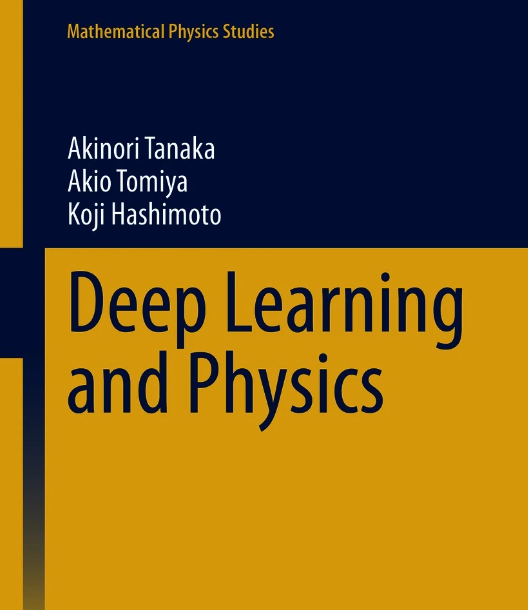 Mathematical Physics Studies
Akinori Tanaka
Akio Tomiya
Koji Hashimoto
Deep Learning
and Physics